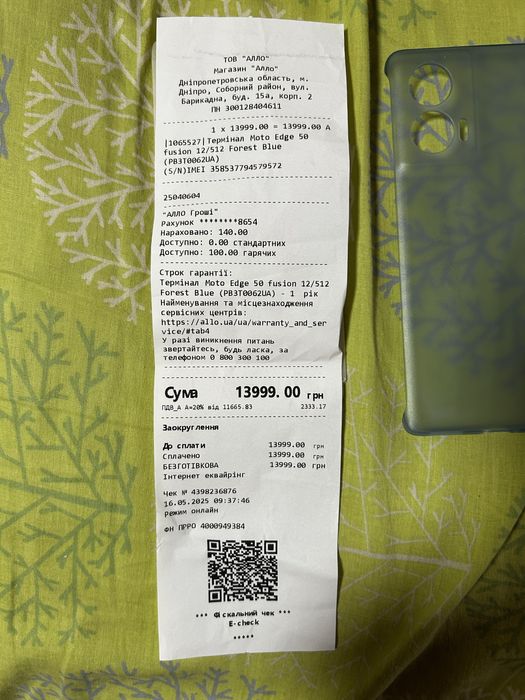 ТОВ "АЛЛО"
Магазин "Алло"
Дніпропетровська область, м.
Дніпро, Соборний район, вул.
Барикадна, буд. 15а, корп. 2
ПН 300128404611
1 x 13999.00 = 13999.00 А
|1065527|Термінал Moto Edge 50
fusion 12/512 Forest Blue
(PB3T0062UA)
(S/N)IMEI 358537794579572
25040604
"АЛЛО Гроші"
Рахунок ********8654
Нараховано: 140.00
Доступно: 0.00 стандартних
Доступно: 100.00 гарячих
Строк гарантії:
Термінал Moto Edge 50 fusion 12/512
Forest Blue (PB3T0062UA) - 1 рік
Найменування та місцезнаходження
сервісних центрів:
https://allo.ua/ua/warranty_and_ser
vice/#tab4
У разі виникнення питань
звертайтесь, будь ласка, за
телефоном 0 800 300 100
Сума 13999.00 грн
ПДВ_А А=20% від 11665.83 2333.17
Заокруглення
До сплати 13999.00 грн
Сплачено 13999.00 грн
БЕЗГОТІВКОВА 13999.00 грн
Інтернет еквайрінг
Чек № 4398236876
16.05.2025 09:37:46
Режим онлайн
ФН ПРРО 4000949384
*** Фіскальний чек ***
E-check
*****